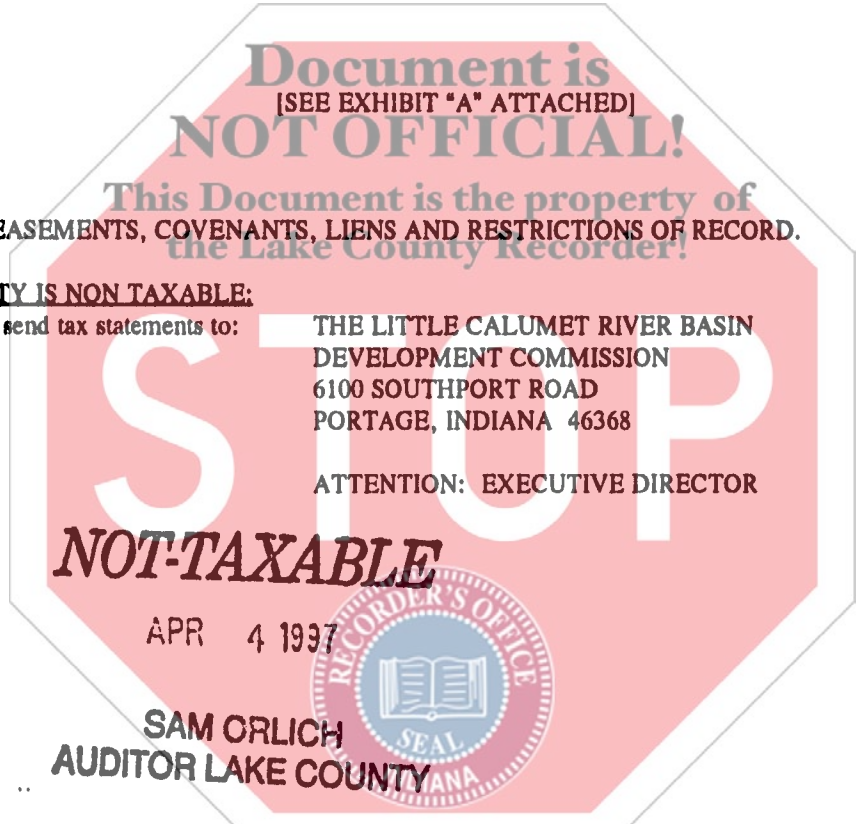 Document is
[SEE EXHIBIT "A" ATTACHED]
NOT OFFICIAL!
This Document is the property of
EASEMENTS, COVENANTS, LIENS AND RESTRICTIONS OF RECORD.
the Lake County Recorder!
TY IS NON TAXABLE:
send tax statements to: THE LITTLE CALUMET RIVER BASIN
DEVELOPMENT COMMISSION
6100 SOUTHPORT ROAD
PORTAGE, INDIANA 46368
STOP
ATTENTION: EXECUTIVE DIRECTOR
NOT-TAXABLE
APR 4 1997
RECORDER'S OFFICE
SEAL
SAM ORLICH
AUDITOR LAKE COUNTY